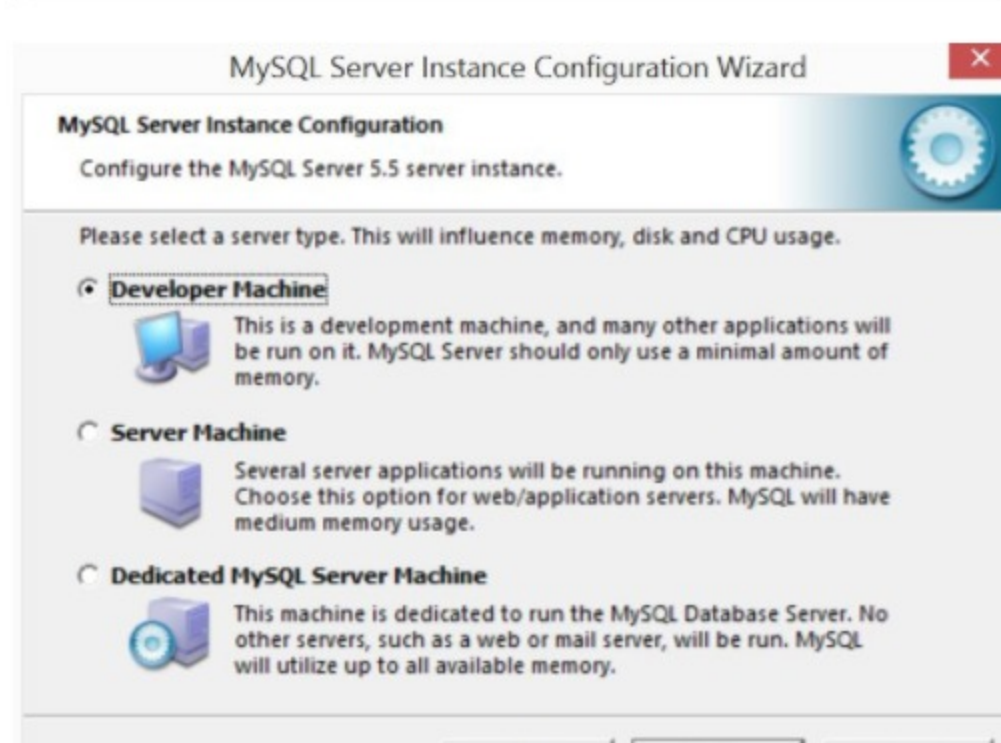 MySQL Server Instance Configuration Wizard
MySQL Server Instance Configuration
Configure the MySQL Server 5.5 server instance.
Please select a server type. This will influence memory, disk and CPU usage.
Developer Machine
This is a development machine, and many other applications will
be run on it. MySQL Server should only use a minimal amount of
memory.
Server Machine
Several server applications will be running on this machine.
Choose this option for web/application servers. MySQL will have
medium memory usage.
Dedicated MySQL Server Machine
This machine is dedicated to run the MySQL Database Server. No
other servers, such as a web or mail server, will be run. MySQL
will utilize up to all available memory.